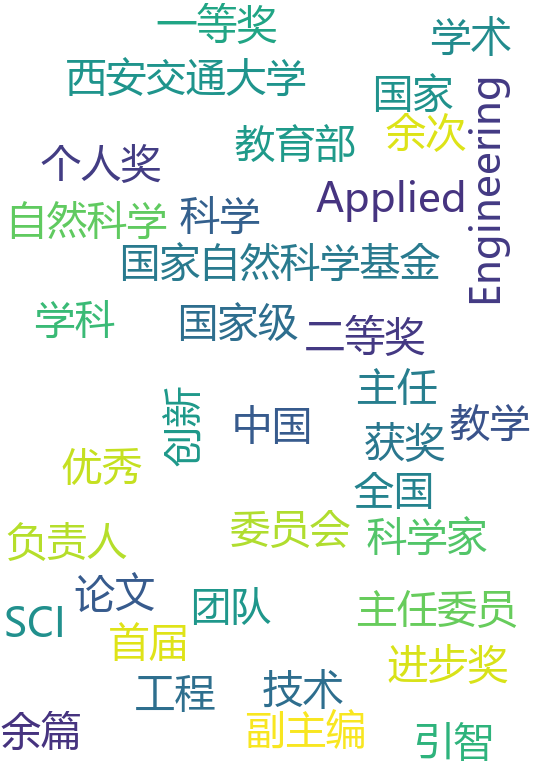 一等奖
学术
西安交通大学
国家
Engineering
余次
教育部
个人奖
Applied
自然科学
科学
国家自然科学基金
学科
国家级
二等奖
主任
创新
中国
教学
获奖
优秀
全国
负责人
委员会
科学家
论文
团队
主任委员
SCI
首届
进步奖
工程
技术
余篇
副主编
引智